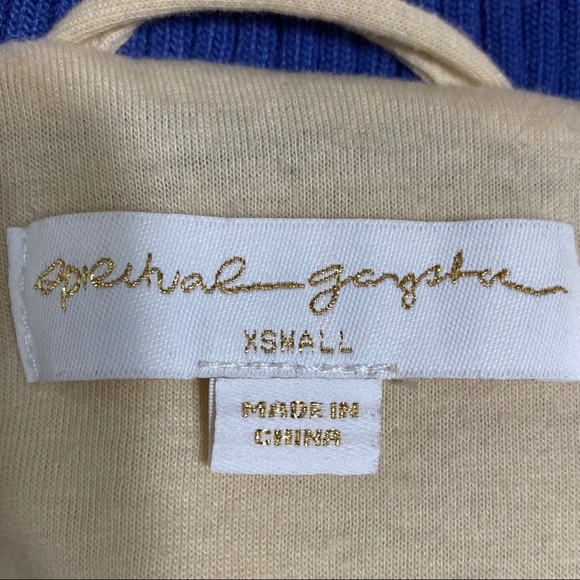 spiritual gangster
XSMALL
MADE IN
CHINA